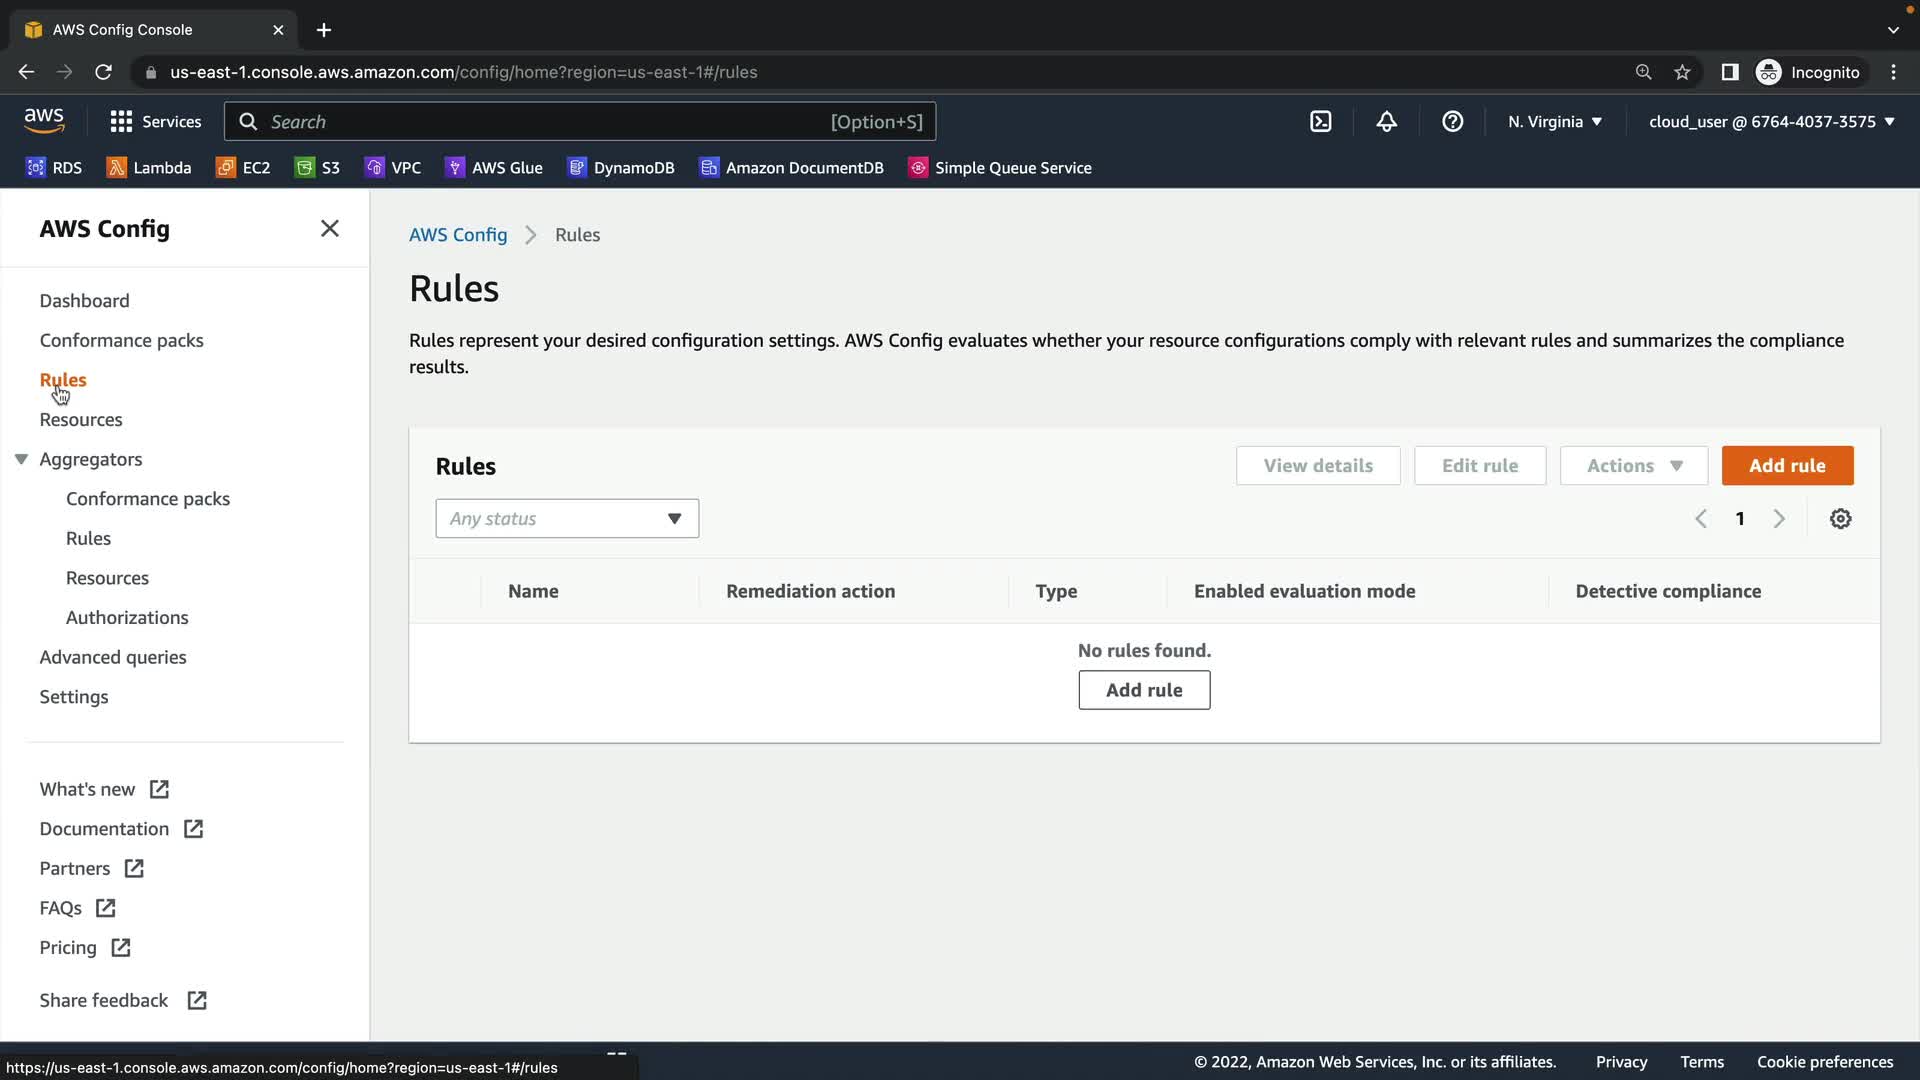 AWS Config Console
us-east-1.console.aws.amazon.com/config/home?region=us-east-1#/rules
Incognito
aws
Services
Search
[Option+S]
N. Virginia
cloud_user @ 6764-4037-3575
RDS
Lambda
EC2
S3
VPC
AWS Glue
DynamoDB
Amazon DocumentDB
Simple Queue Service
AWS Config
Dashboard
Conformance packs
Rules
Resources
Aggregators
Conformance packs
Rules
Resources
Authorizations
Advanced queries
Settings
What's new
Documentation
Partners
FAQs
Pricing
Share feedback
AWS Config > Rules
Rules
Rules represent your desired configuration settings. AWS Config evaluates whether your resource configurations comply with relevant rules and summarizes the compliance
results.
Rules
View details
Edit rule
Actions
Add rule
Any status
1
Name
Remediation action
Type
Enabled evaluation mode
Detective compliance
No rules found.
Add rule
https://us-east-1.console.aws.amazon.com/config/home?region=us-east-1#/rules
© 2022, Amazon Web Services, Inc. or its affiliates.
Privacy
Terms
Cookie preferences